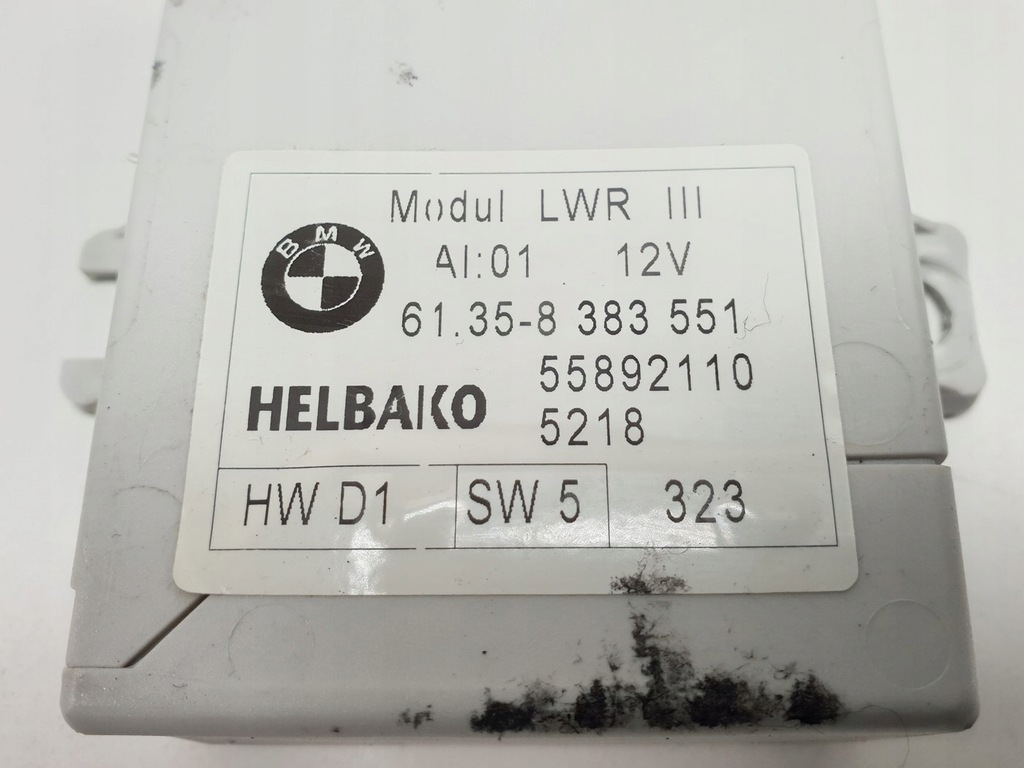 Modul LWR III
BMW
AI:01 12V
61.35-8 383 551
55892110
HELBAKO
5218
HW D1 SW 5 323